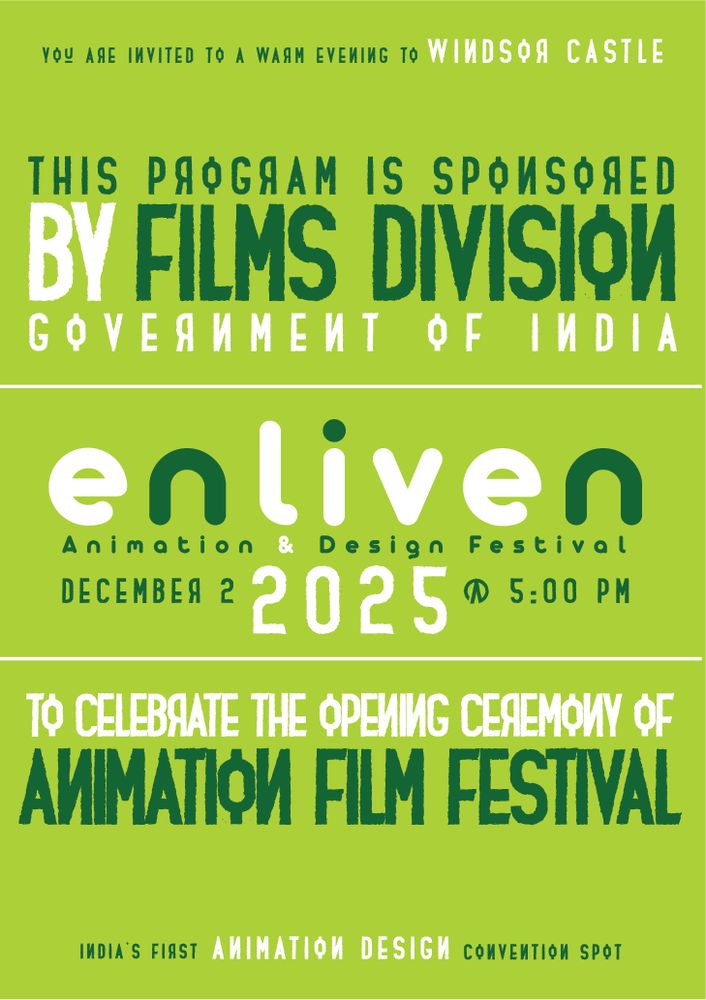 YOU ARE INVITED TO A WARM EVENING TO WINDSOR CASTLE
THIS PROGRAM IS SPONSORED
BY FILMS DIVISION
GOVERNMENT OF INDIA
enliven
Animation & Design Festival
DECEMBER 2 2025 @ 5:00 PM
TO CELEBRATE THE OPENING CEREMONY OF
ANIMATION FILM FESTIVAL
INDIA'S FIRST ANIMATION DESIGN CONVENTION SPOT